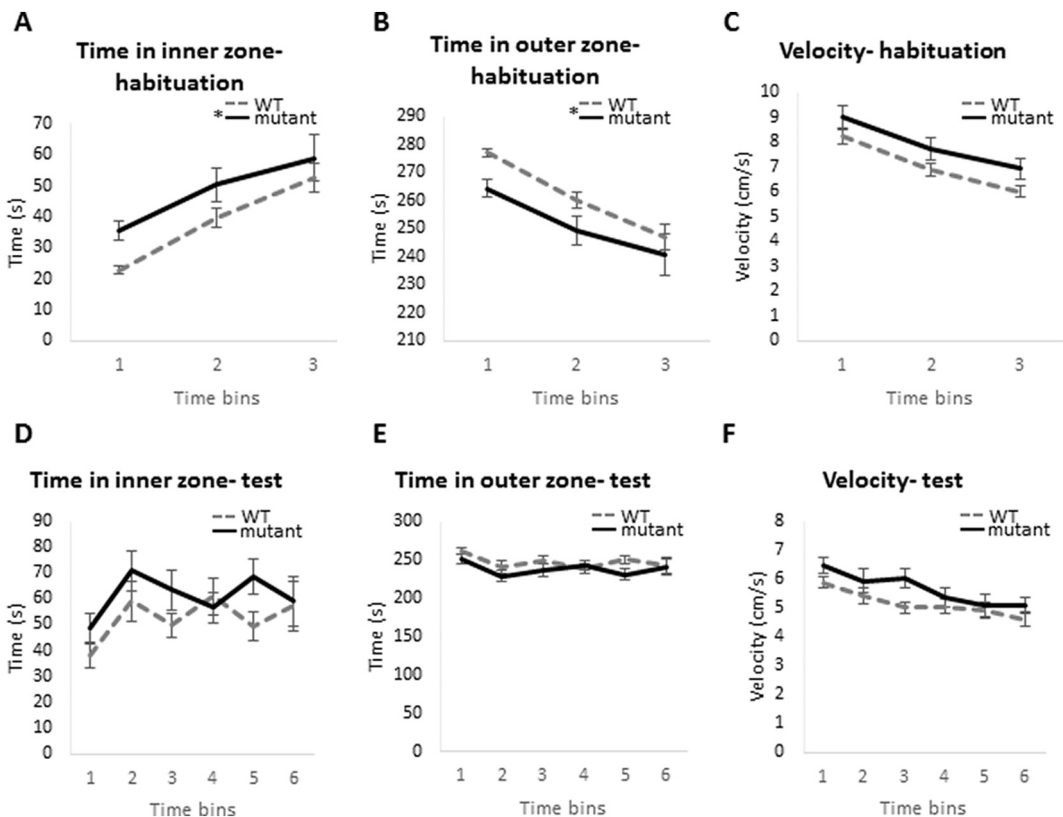 A
Time in inner zone-
habituation
WT
* mutant
70
60
50
40
30
20
10
0
Time (s)
1 2 3
Time bins
B
Time in outer zone-
habituation
WT
* mutant
290
280
270
260
250
240
230
220
210
Time (s)
1 2 3
Time bins
C
Velocity- habituation
WT
mutant
10
9
8
7
6
5
4
3
2
1
0
Velocity (cm/s)
1 2 3
Time bins
D
Time in inner zone- test
WT
mutant
90
80
70
60
50
40
30
20
10
0
Time (s)
1 2 3 4 5 6
Time bins
E
Time in outer zone- test
WT
mutant
300
250
200
150
100
50
0
Time (s)
1 2 3 4 5 6
Time bins
F
Velocity- test
WT
mutant
8
7
6
5
4
3
2
1
0
Velocity (cm/s)
1 2 3 4 5 6
Time bins